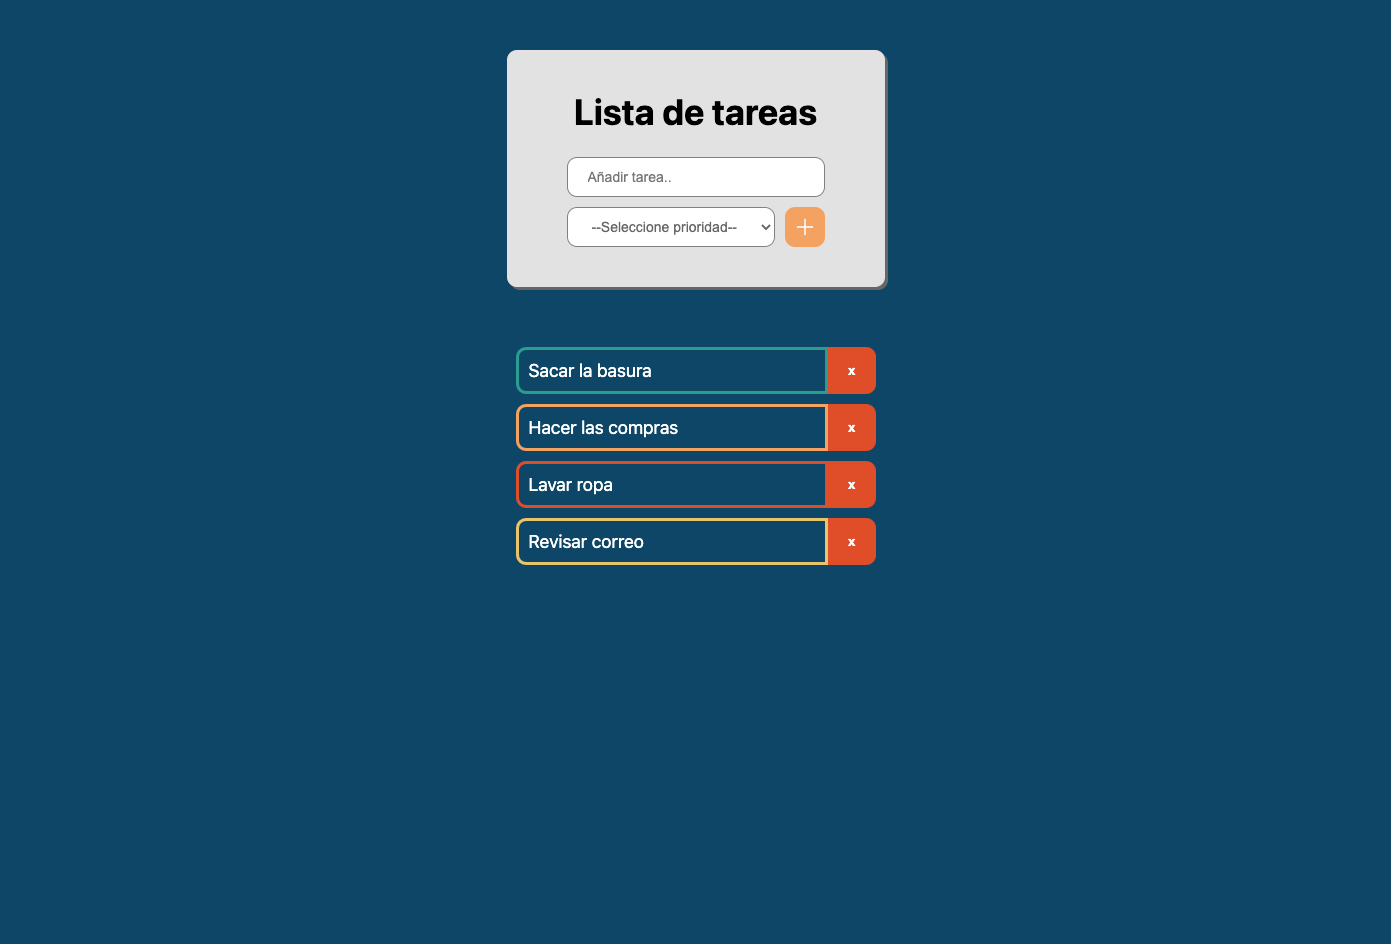 Lista de tareas
Añadir tarea..
--Seleccione prioridad--
Sacar la basura x
Hacer las compras x
Lavar ropa x
Revisar correo x